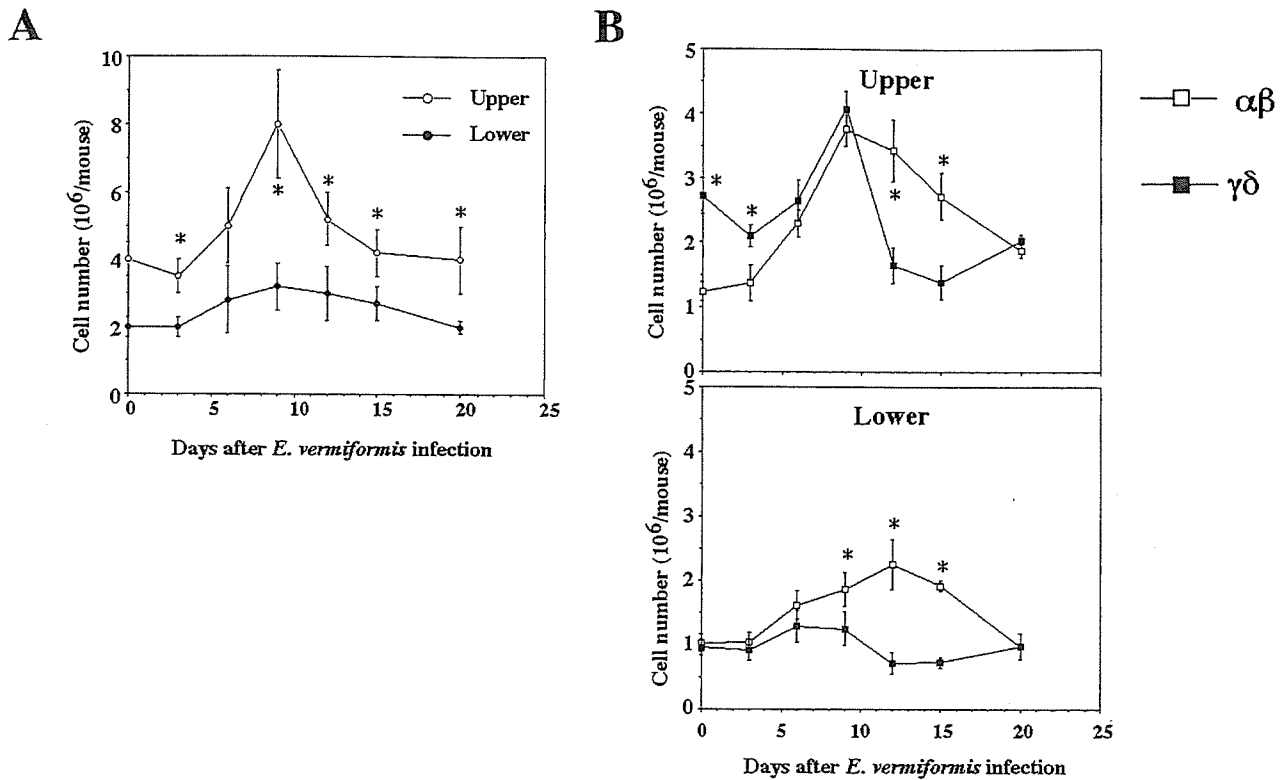 A
10
8
6
4
2
0
Cell number (10⁶/mouse)
Upper
Lower
*
*
*
*
*
0 5 10 15 20 25
Days after E. vermiformis infection
B
5
4
3
2
1
0
Cell number (10⁶/mouse)
Upper
*
*
*
*
αβ
γδ
5
4
3
2
1
0
Cell number (10⁶/mouse)
Lower
*
*
*
0 5 10 15 20 25
Days after E. vermiformis infection